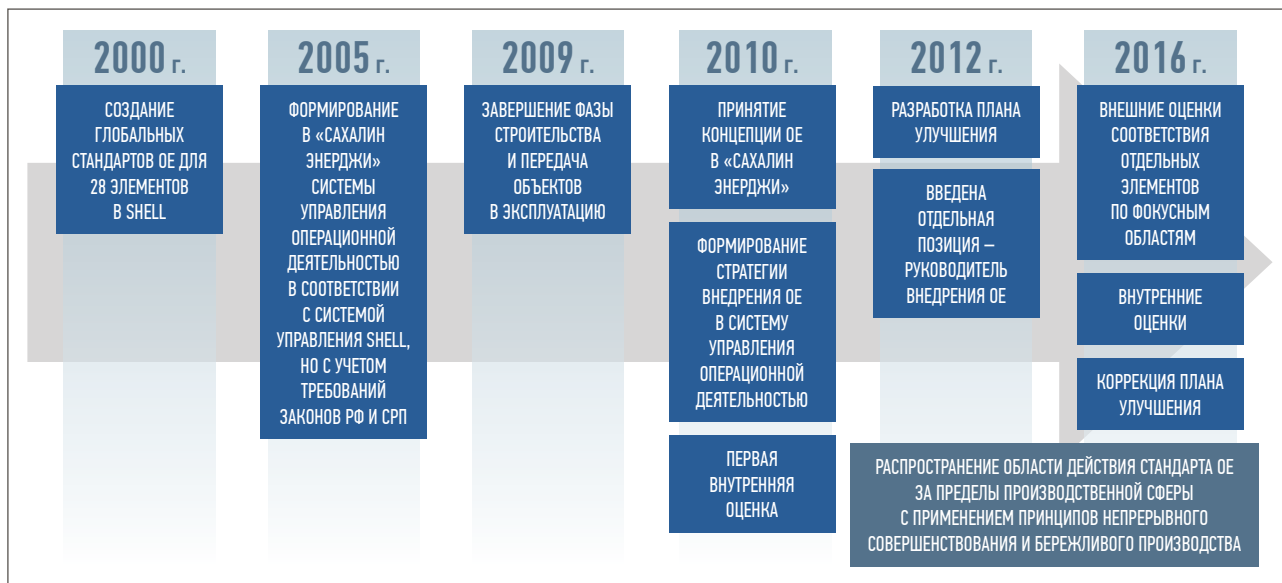 2000 г.
СОЗДАНИЕ
ГЛОБАЛЬНЫХ
СТАНДАРТОВ ОЕ ДЛЯ
28 ЭЛЕМЕНТОВ
В SHELL
2005 г.
ФОРМИРОВАНИЕ
В «САХАЛИН
ЭНЕРДЖИ»
СИСТЕМЫ
УПРАВЛЕНИЯ
ОПЕРАЦИОННОЙ
ДЕЯТЕЛЬНОСТЬЮ
В СООТВЕТСТВИИ
С СИСТЕМОЙ
УПРАВЛЕНИЯ SHELL,
НО С УЧЕТОМ
ТРЕБОВАНИЙ
ЗАКОНОВ РФ И СРП
2009 г.
ЗАВЕРШЕНИЕ ФАЗЫ
СТРОИТЕЛЬСТВА
И ПЕРЕДАЧА
ОБЪЕКТОВ
В ЭКСПЛУАТАЦИЮ
2010 г.
ПРИНЯТИЕ
КОНЦЕПЦИИ ОЕ
В «САХАЛИН
ЭНЕРДЖИ»
ФОРМИРОВАНИЕ
СТРАТЕГИИ
ВНЕДРЕНИЯ ОЕ
В СИСТЕМУ
УПРАВЛЕНИЯ
ОПЕРАЦИОННОЙ
ДЕЯТЕЛЬНОСТЬЮ
ПЕРВАЯ
ВНУТРЕННЯЯ
ОЦЕНКА
2012 г.
РАЗРАБОТКА ПЛАНА
УЛУЧШЕНИЯ
ВВЕДЕНА
ОТДЕЛЬНАЯ
ПОЗИЦИЯ –
РУКОВОДИТЕЛЬ
ВНЕДРЕНИЯ ОЕ
2016 г.
ВНЕШНИЕ ОЦЕНКИ
СООТВЕТСТВИЯ
ОТДЕЛЬНЫХ
ЭЛЕМЕНТОВ
ПО ФОКУСНЫМ
ОБЛАСТЯМ
ВНУТРЕННИЕ
ОЦЕНКИ
КОРРЕКЦИЯ ПЛАНА
УЛУЧШЕНИЯ
РАСПРОСТРАНЕНИЕ ОБЛАСТИ ДЕЙСТВИЯ СТАНДАРТА ОЕ
ЗА ПРЕДЕЛЫ ПРОИЗВОДСТВЕННОЙ СФЕРЫ
С ПРИМЕНЕНИЕМ ПРИНЦИПОВ НЕПРЕРЫВНОГО
СОВЕРШЕНСТВОВАНИЯ И БЕРЕЖЛИВОГО ПРОИЗВОДСТВА